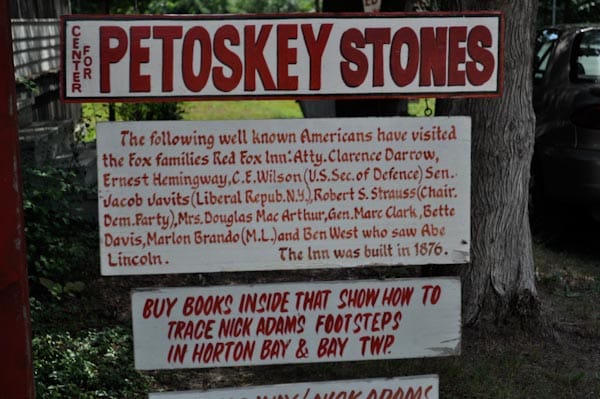 CENTER FOR PETOSKEY STONES
The following well known Americans have visited
the Fox families Red Fox Inn: Atty. Clarence Darrow,
Ernest Hemingway, C.E. Wilson (U.S. Sec. of Defence) Sen.
Jacob Javits (Liberal Repub. N.Y.), Robert S. Strauss (Chair.
Dem. Party), Mrs. Douglas Mac Arthur, Gen. Marc Clark, Bette
Davis, Marlon Brando (M.L.) and Ben West who saw Abe
Lincoln. The Inn was built in 1876.
BUY BOOKS INSIDE THAT SHOW HOW TO
TRACE NICK ADAMS FOOTSTEPS
IN HORTON BAY & BAY TWP.
NICK ADAMS